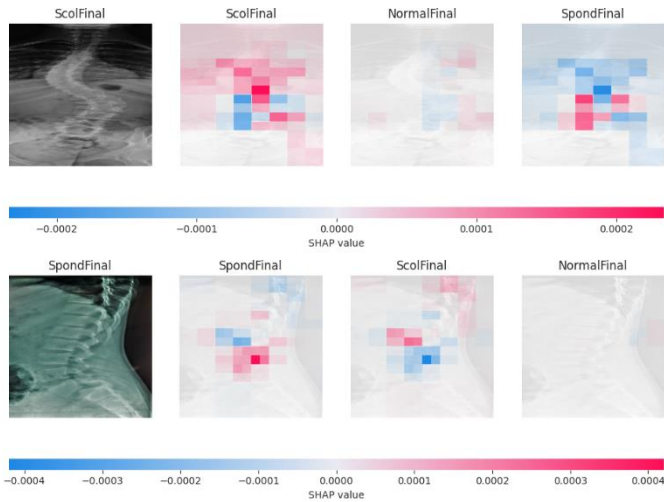 ScolFinal ScolFinal NormalFinal SpondFinal
−0.0002 −0.0001 0.0000 0.0001 0.0002
SHAP value
SpondFinal SpondFinal ScolFinal NormalFinal
−0.0004 −0.0003 −0.0002 −0.0001 0.0000 0.0001 0.0002 0.0003 0.0004
SHAP value